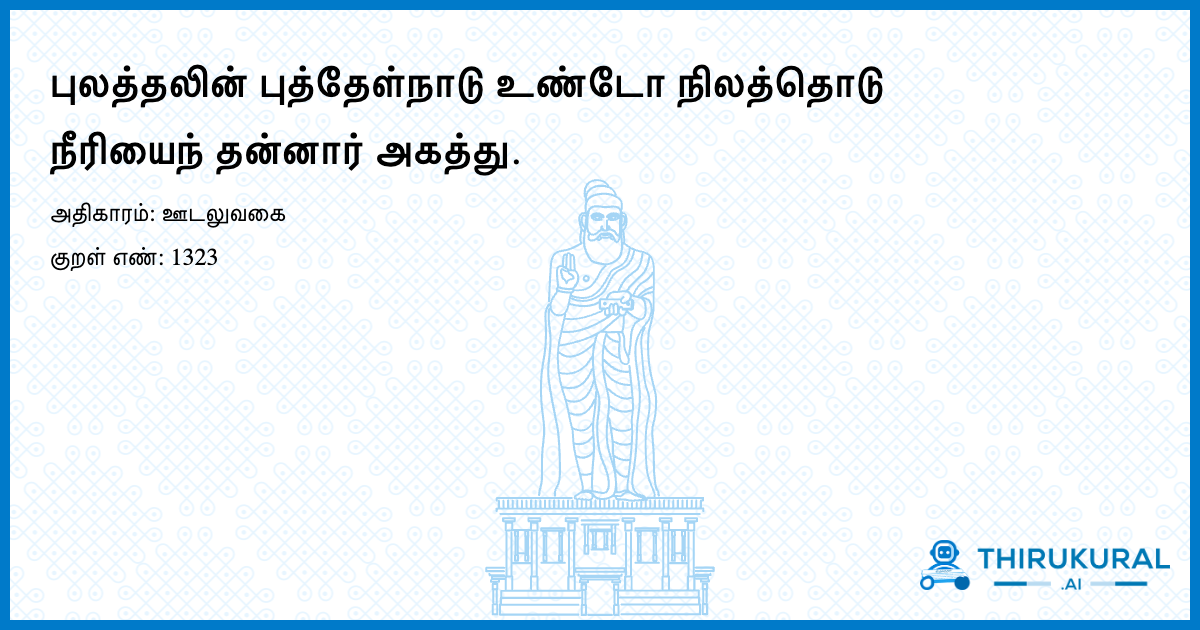 புலத்தலின் புத்தேள்நாடு உண்டோ நிலத்தொடு
நீரியைந் தன்னார் அகத்து.
அதிகாரம்: ஊடலுவகை
குறள் எண்: 1323
THIRUKURAL
.AI